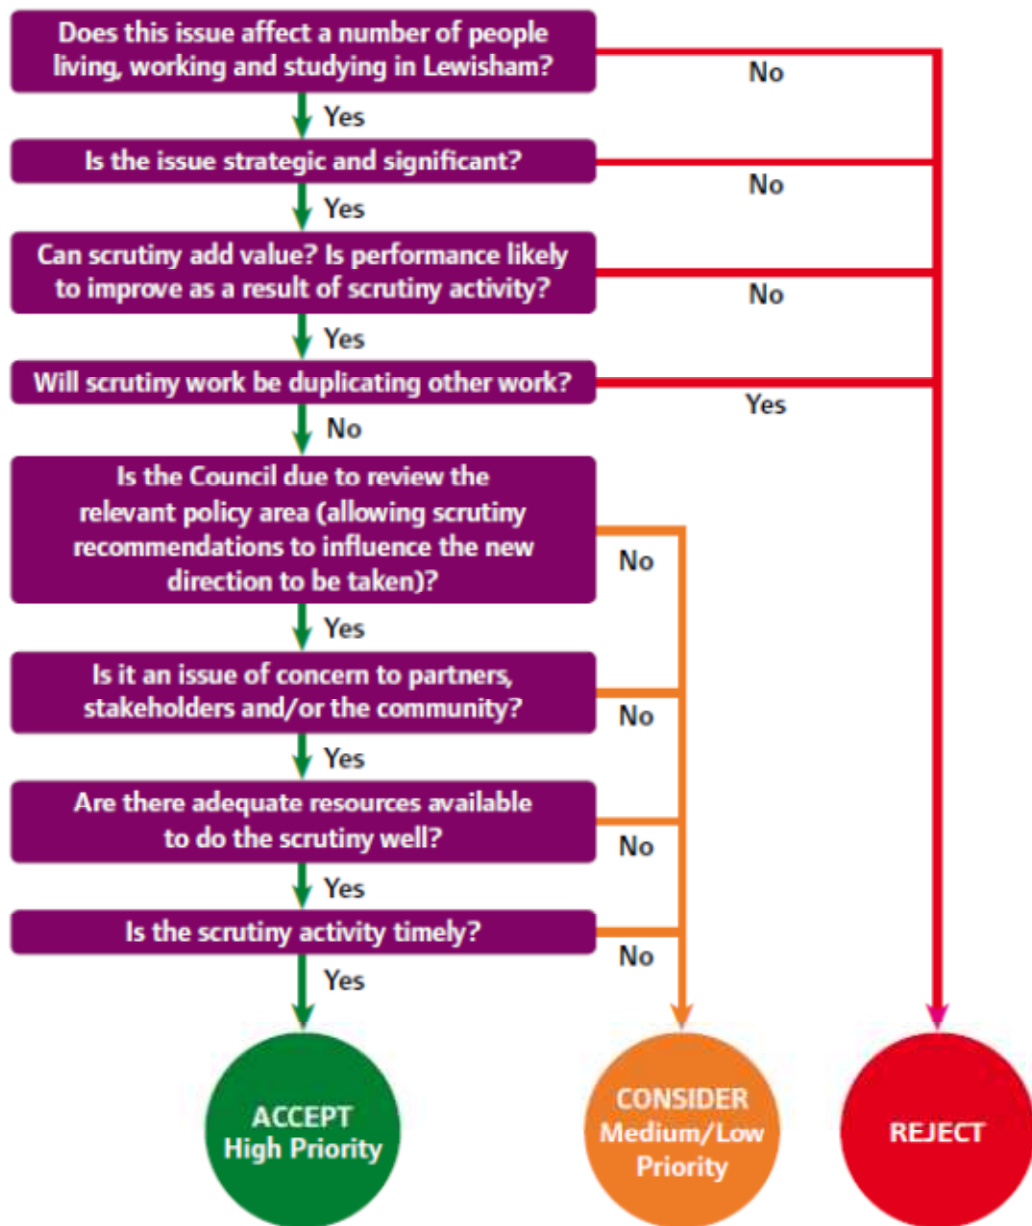 Does this issue affect a number of people
living, working and studying in Lewisham?
No
Yes
Is the issue strategic and significant?
No
Yes
Can scrutiny add value? Is performance likely
to improve as a result of scrutiny activity?
No
Yes
Will scrutiny work be duplicating other work?
Yes
No
Is the Council due to review the
relevant policy area (allowing scrutiny
recommendations to influence the new
direction to be taken)?
No
Yes
Is it an issue of concern to partners,
stakeholders and/or the community?
No
Yes
Are there adequate resources available
to do the scrutiny well?
No
Yes
Is the scrutiny activity timely?
No
Yes
ACCEPT
High Priority
CONSIDER
Medium/Low
Priority
REJECT